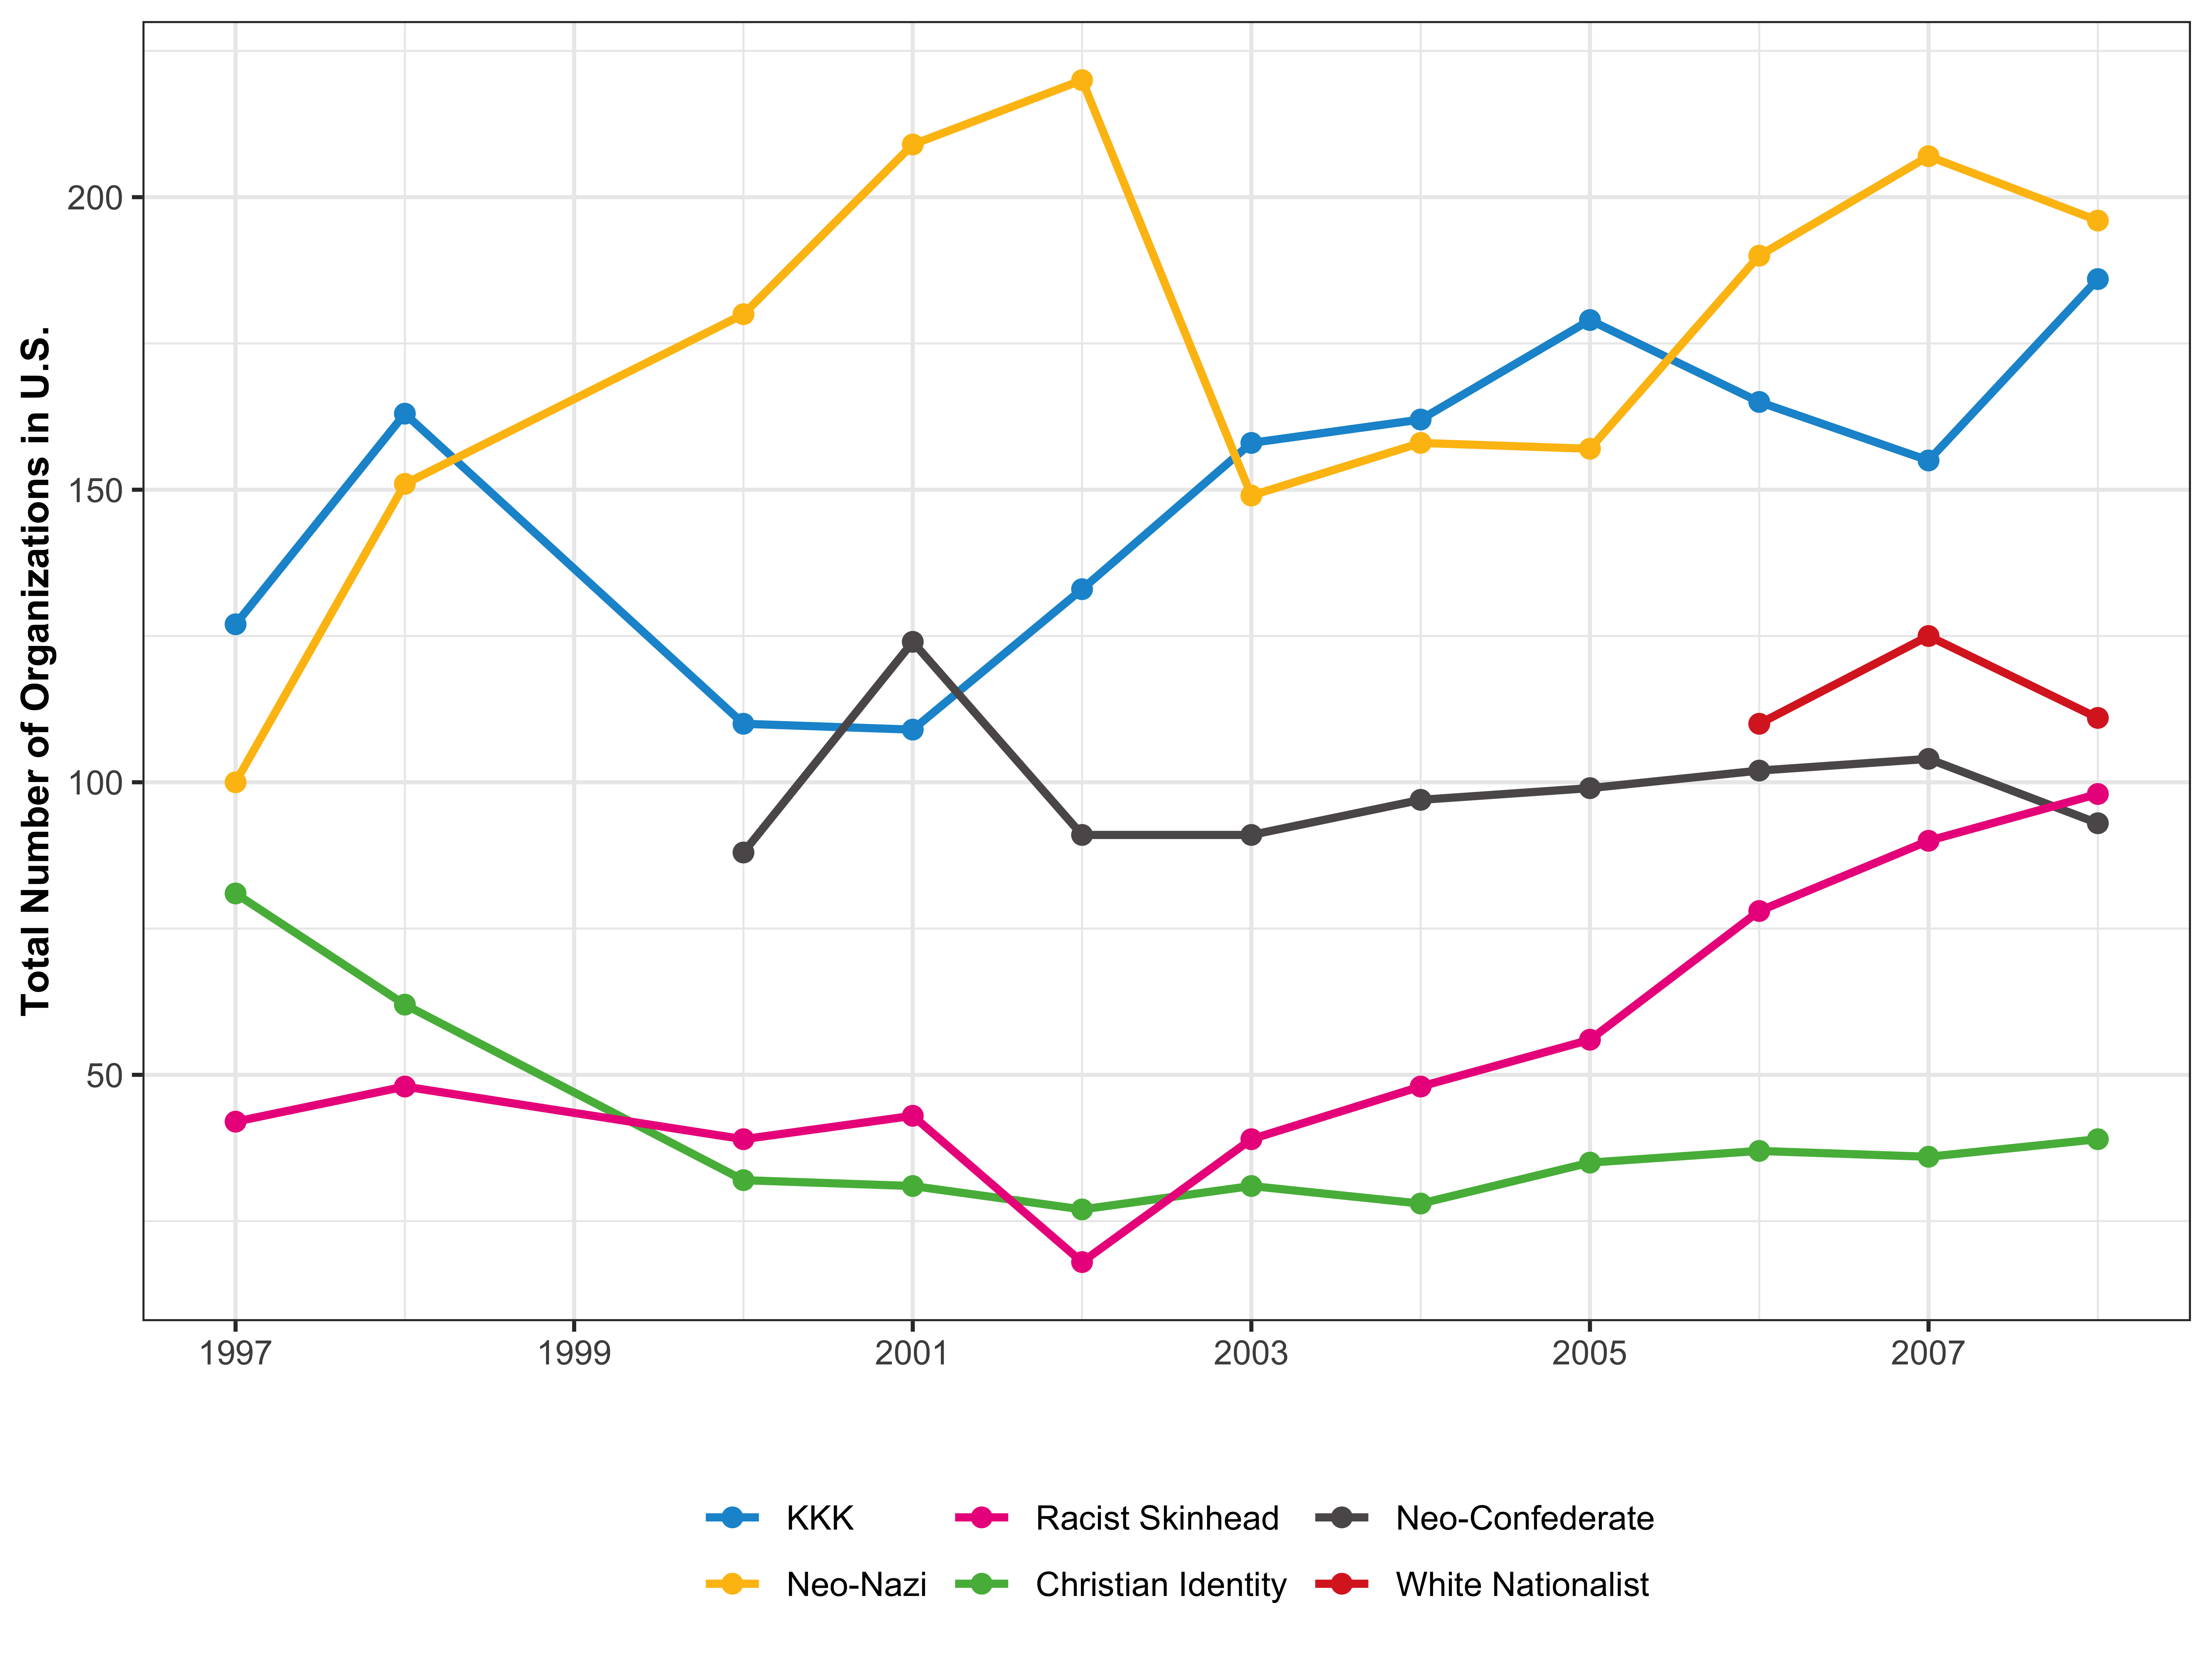 Total Number of Organizations in U.S.
200
150
100
50
1997 1999 2001 2003 2005 2007
KKK Racist Skinhead Neo-Confederate
Neo-Nazi Christian Identity White Nationalist